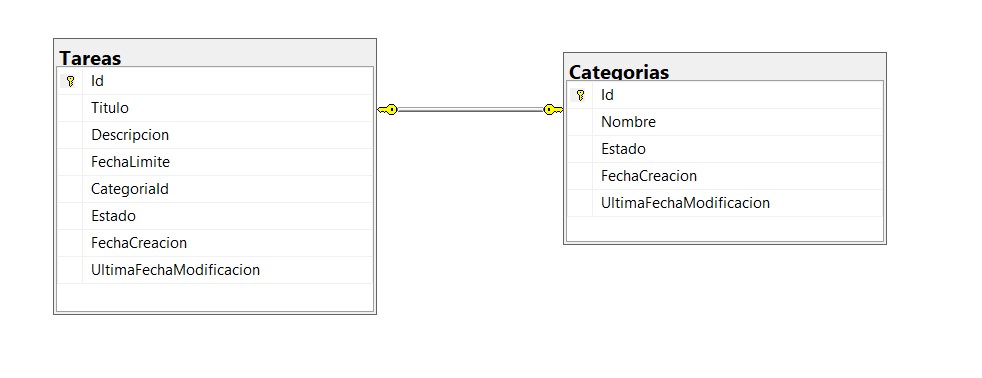 Tareas
Id
Titulo
Descripcion
FechaLimite
CategoriaId
Estado
FechaCreacion
UltimaFechaModificacion
Categorias
Id
Nombre
Estado
FechaCreacion
UltimaFechaModificacion